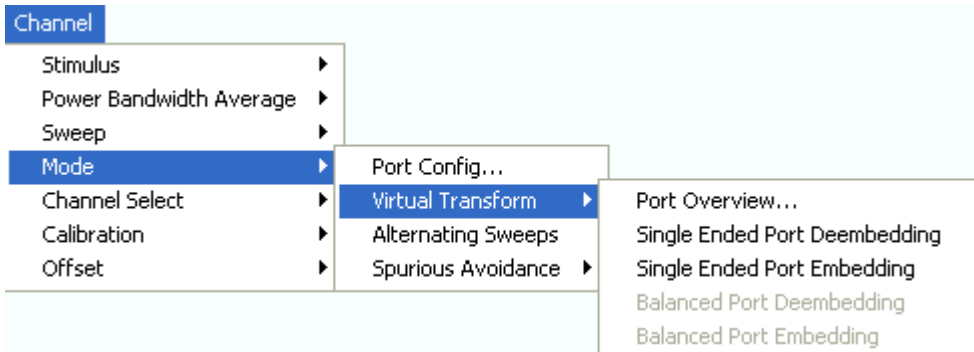 Channel
Stimulus
Power Bandwidth Average
Sweep
Mode
Channel Select
Calibration
Offset
Port Config...
Virtual Transform
Alternating Sweeps
Spurious Avoidance
Port Overview...
Single Ended Port Deembedding
Single Ended Port Embedding
Balanced Port Deembedding
Balanced Port Embedding